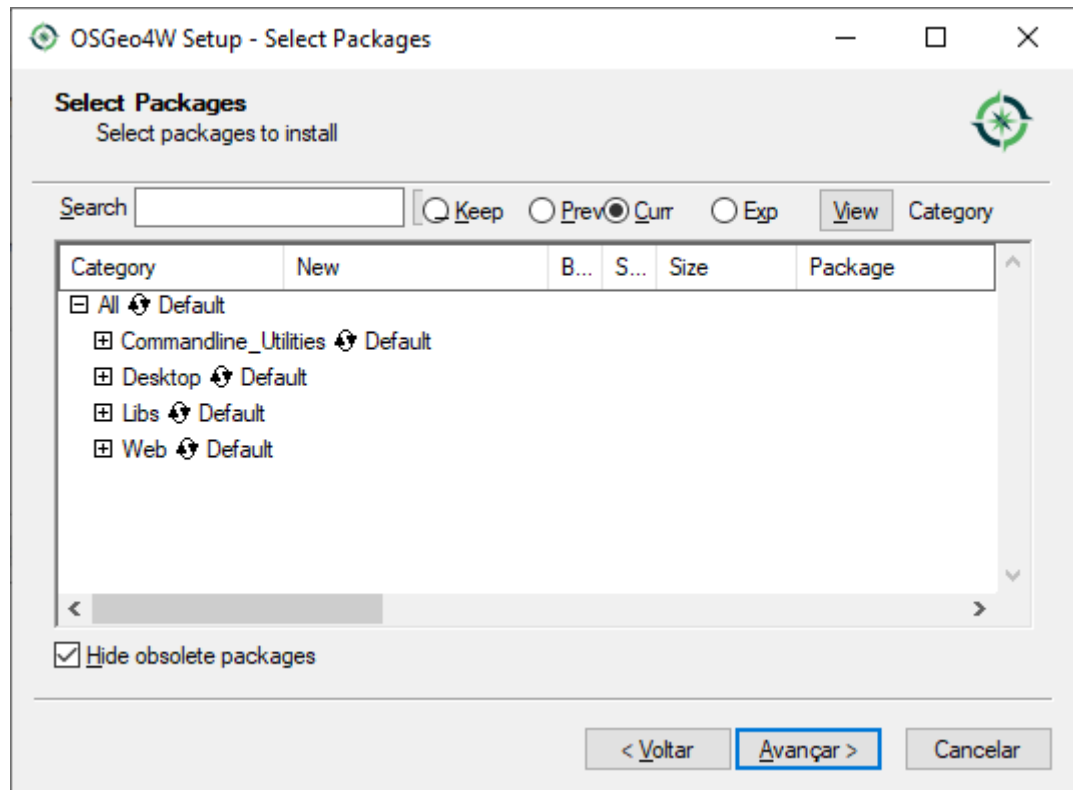 OSGeo4W Setup - Select Packages
Select Packages
Select packages to install
Search Keep Prev Curr Exp View Category
Category New B... S... Size Package
All Default
Commandline_Utilities Default
Desktop Default
Libs Default
Web Default
Hide obsolete packages
< Voltar Avançar > Cancelar